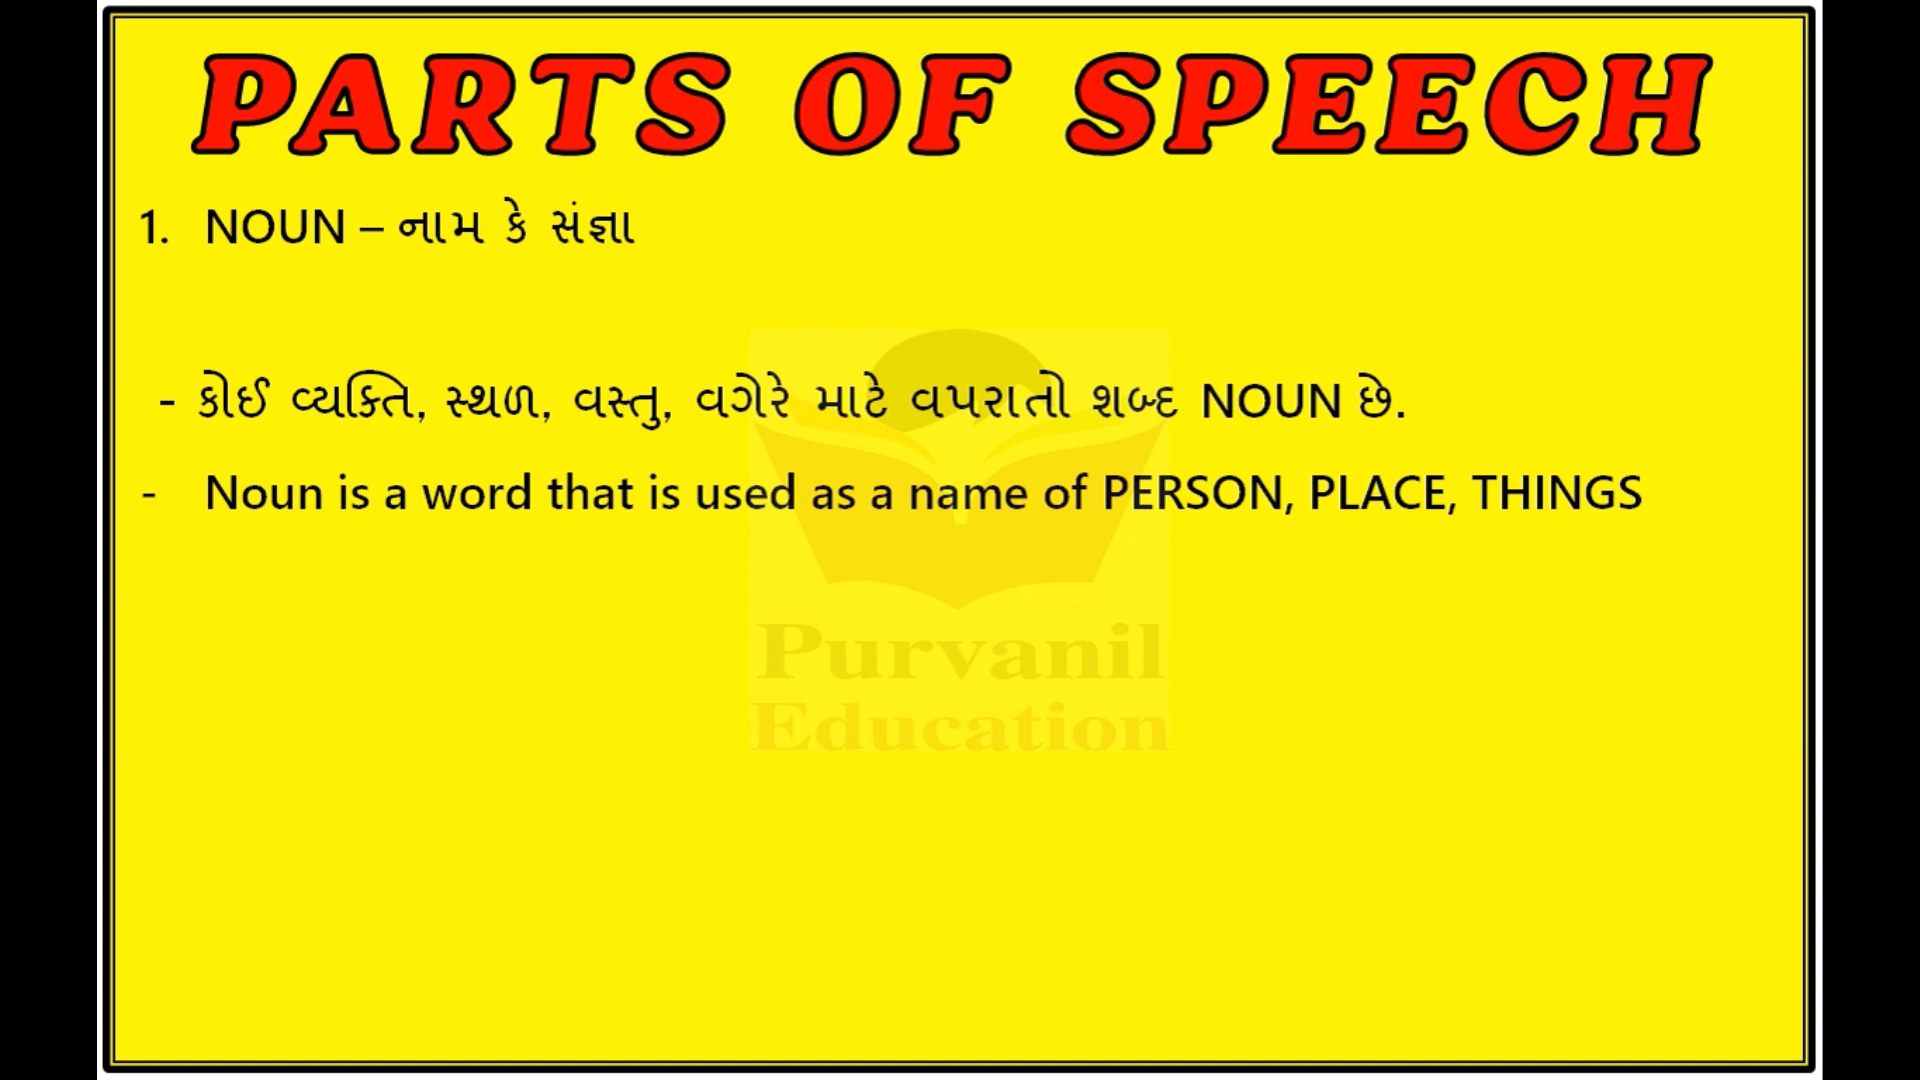 PARTS OF SPEECH
1. NOUN – નામ કે સંજ્ઞા
- કોઈ વ્યક્તિ, સ્થળ, વસ્તુ, વગેરે માટે વપરાતો શબ્દ NOUN છે.
- Noun is a word that is used as a name of PERSON, PLACE, THINGS
Purvanil
Education